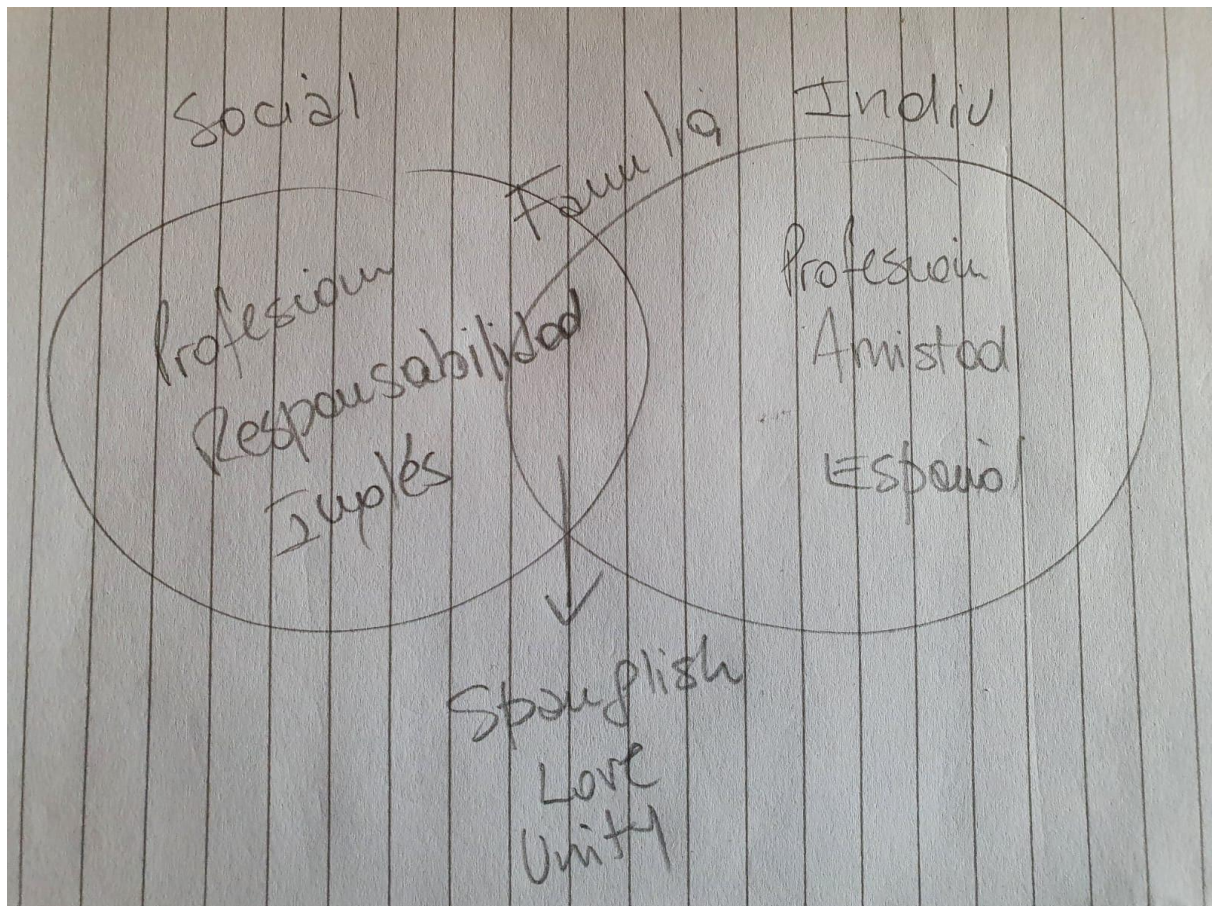 Social
Familia
Indiv
Profesion
Responsabilidad
Inglés
Profesion
Amistad
Español
Spanglish
Love
Unity